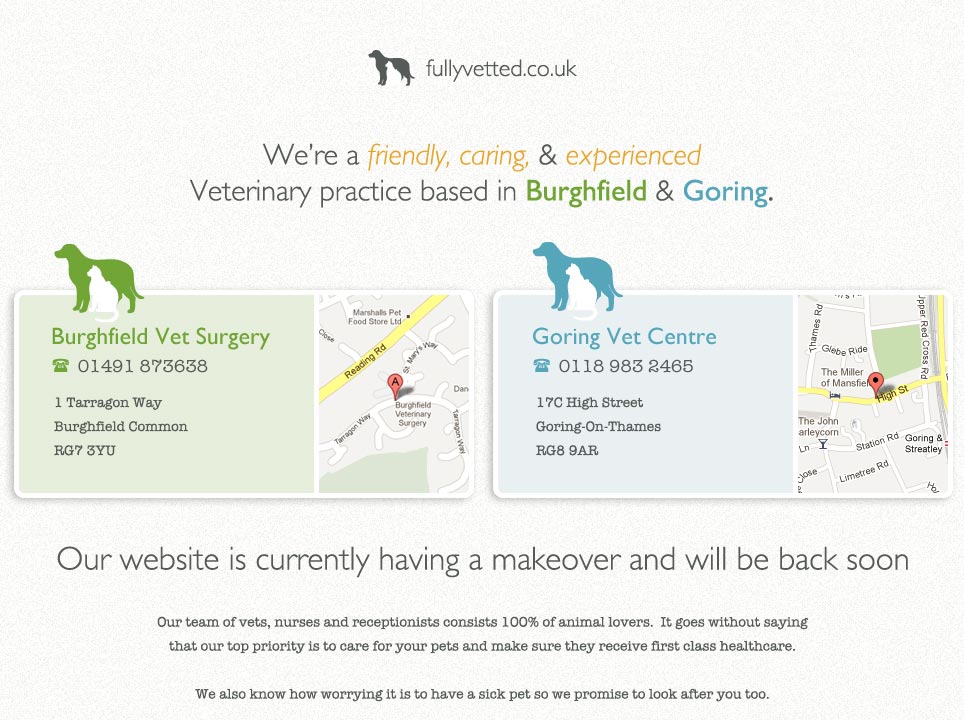 fullyvetted.co.uk
We're a friendly, caring, & experienced
Veterinary practice based in Burghfield & Goring.
Burghfield Vet Surgery
☎ 01491 873638
1 Tarragon Way
Burghfield Common
RG7 3YU
Marshalls Pet
Food Store Ltd
Close
Reading Rd
St. Mary's Way
A
Burghfield
Veterinary
Surgery
Tarragon Way
Tarragon Way
Goring Vet Centre
☎ 0118 983 2465
17C High Street
Goring-On-Thames
RG8 9AR
Thames Rd
Upper Red Cross Rd
Glebe Ride
The Miller
of Mansfield
High St
The John
arleycorn
Ln
Station Rd
Goring &
Streatley
Limetree Rd
Close
Our website is currently having a makeover and will be back soon
Our team of vets, nurses and receptionists consists 100% of animal lovers. It goes without saying
that our top priority is to care for your pets and make sure they receive first class healthcare.
We also know how worrying it is to have a sick pet so we promise to look after you too.